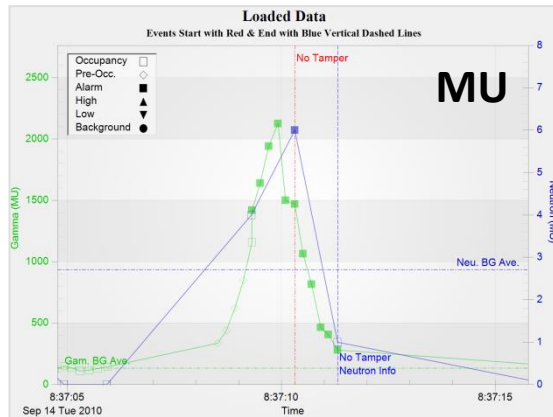 Loaded Data
Events Start with Red & End with Blue Vertical Dashed Lines
Occupancy
Pre-Occ.
Alarm
High
Low
Background
No Tamper
MU
2500
2000
1500
1000
500
0
Gamma (MU)
8
7
6
5
4
3
2
1
0
Neu. BG Ave.
Gam. BG Ave.
No Tamper
Neutron Info
8:37:05
8:37:10
8:37:15
Sep 14 Tue 2010
Time